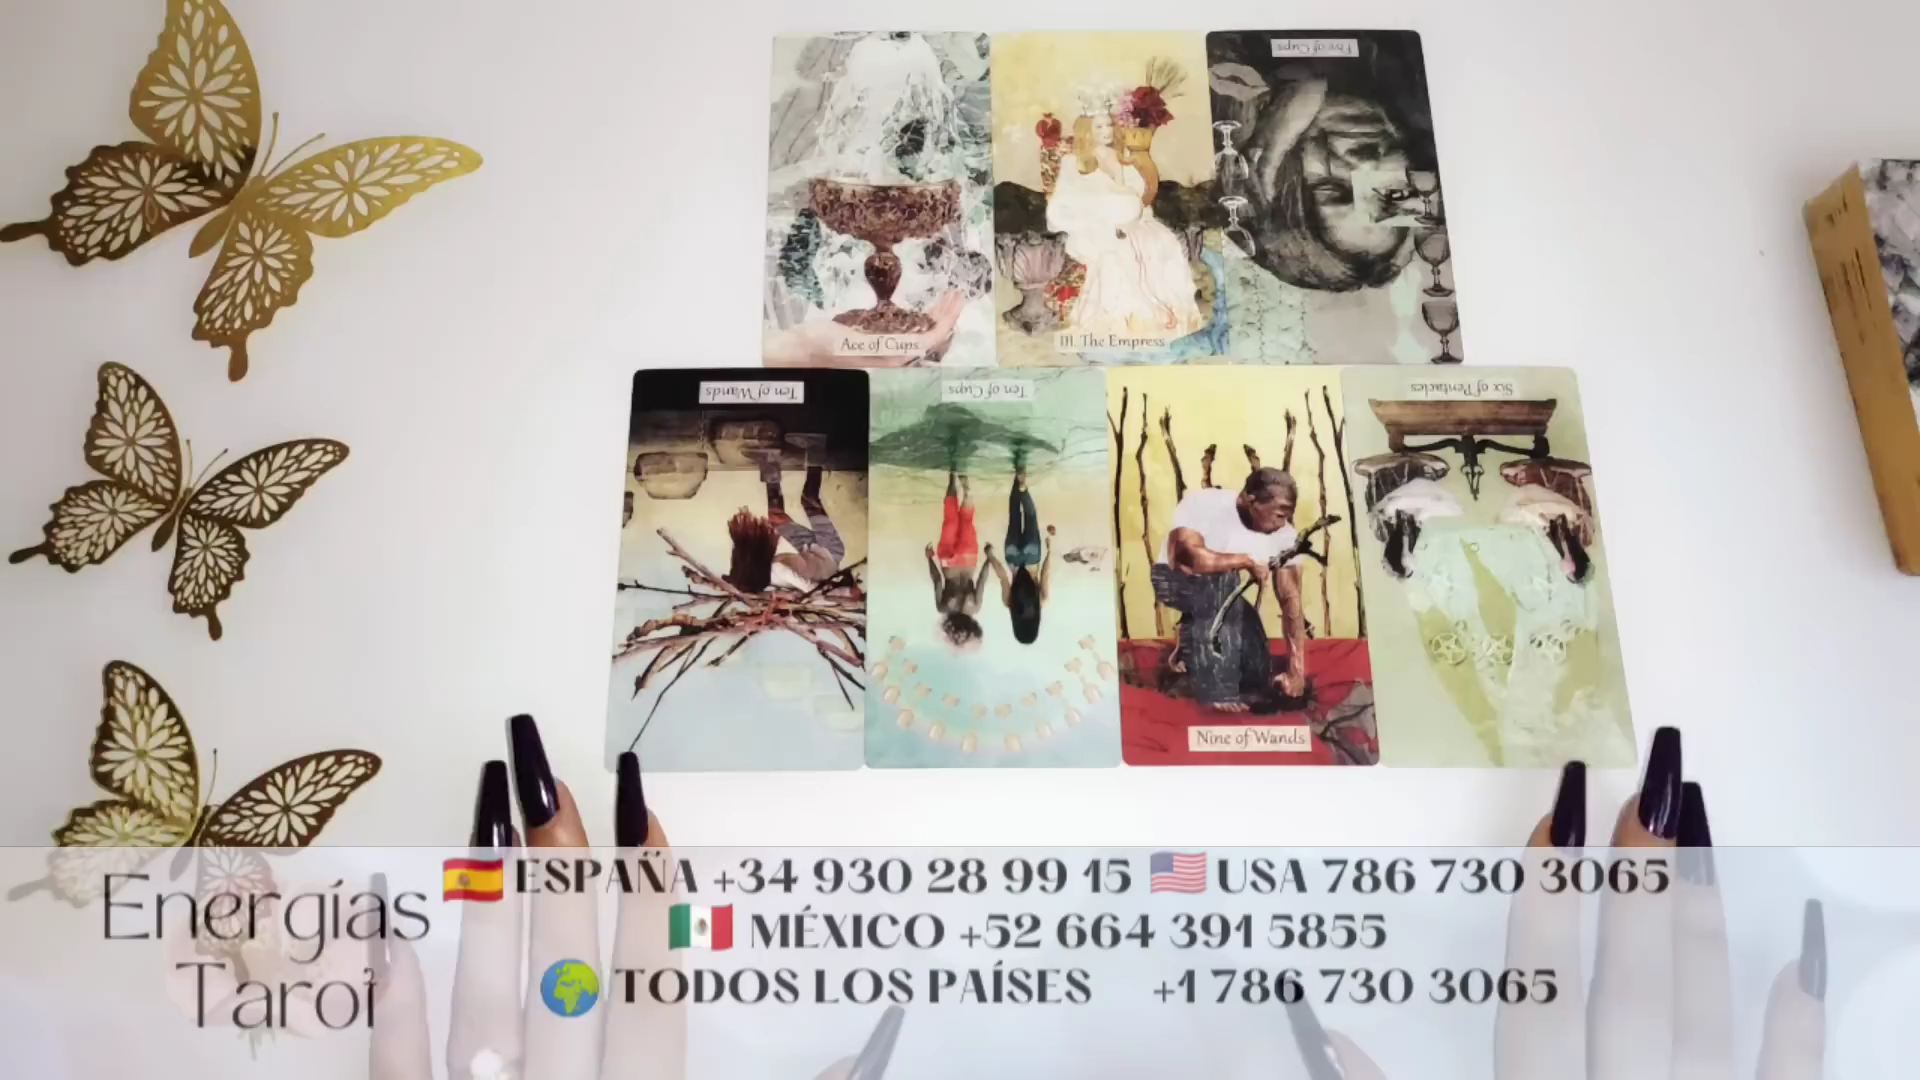 Ace of Cups
III. The Empress
Five of Cups
Ten of Wands
Ten of Cups
Nine of Wands
Six of Pentacles
Energías
Tarot
ESPAÑA +34 930 28 99 15 USA 786 730 3065
MÉXICO +52 664 391 5855
TODOS LOS PAÍSES +1 786 730 3065